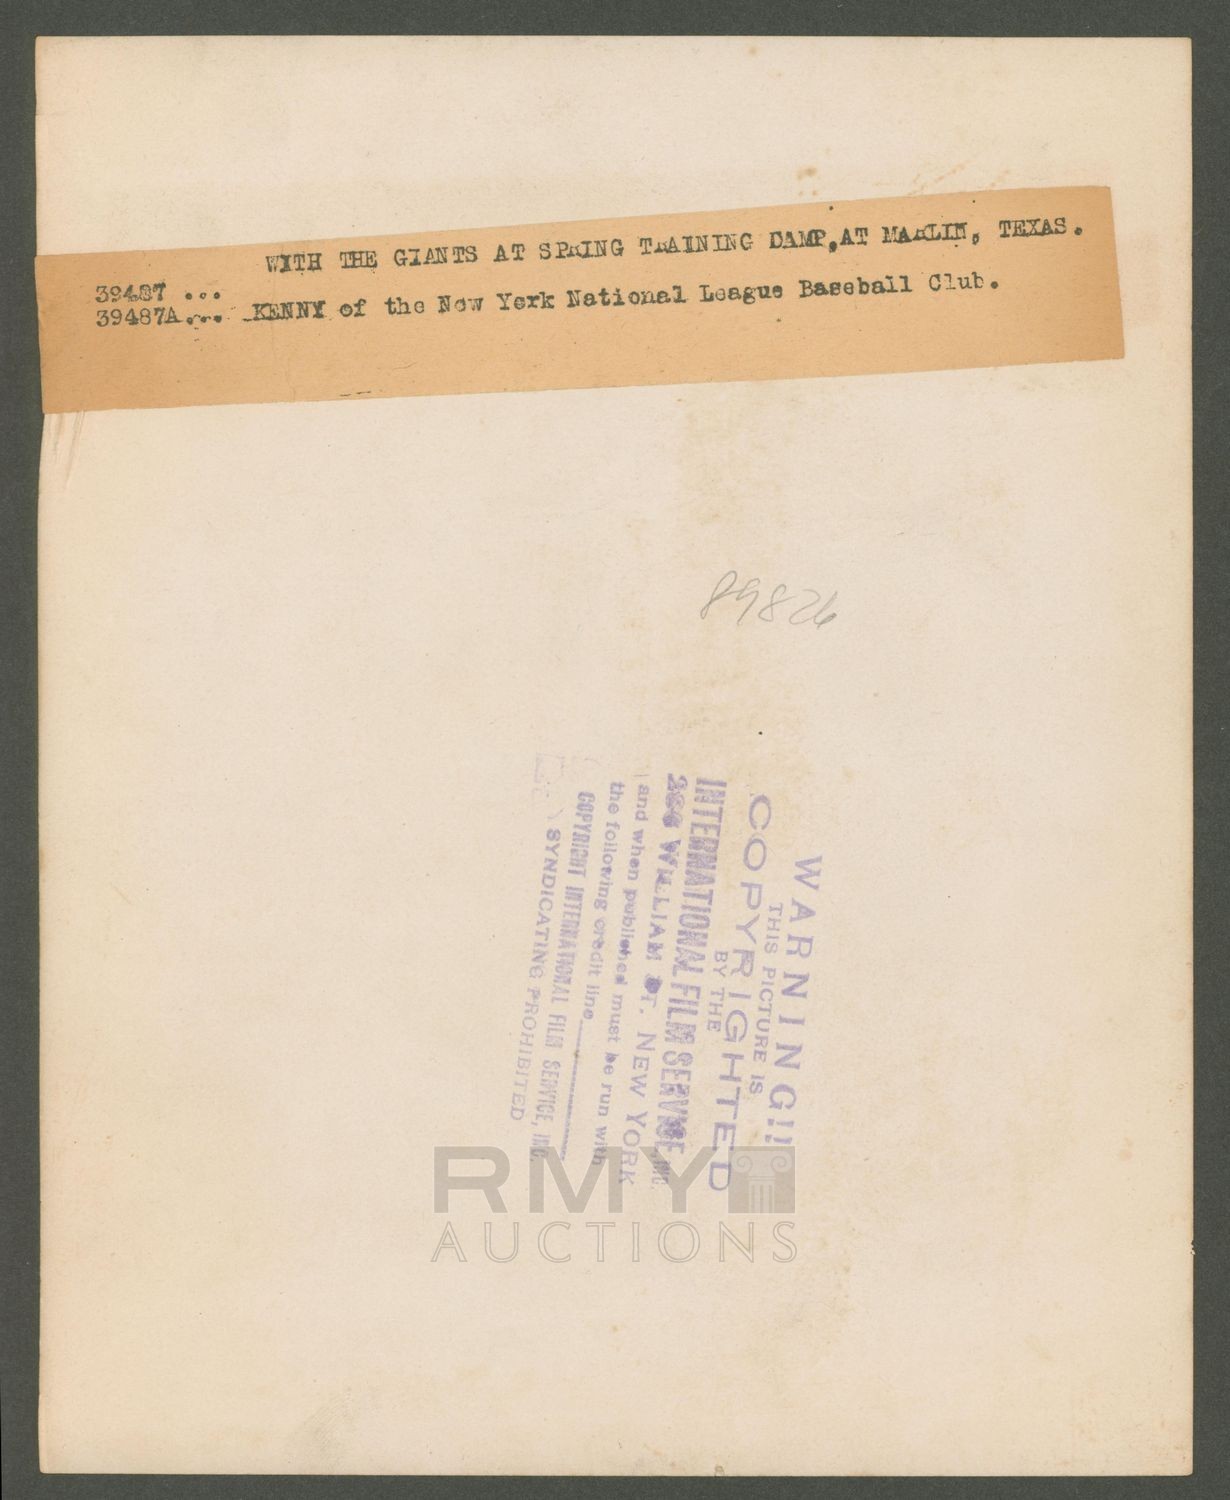 WITH THE GIANTS AT SPRING TRAINING CAMP, AT MARLIN, TEXAS.
39487 ...
39487A... KENNY of the New York National League Baseball Club.
89826
WARNING!!
THIS PICTURE IS
COPYRIGHTED
BY THE
INTERNATIONAL FILM SERVICE, INC.
WILLIAM ST. NEW YORK
and when published must be run with
the following credit line
COPYRIGHT INTERNATIONAL FILM SERVICE, INC.
SYNDICATING PROHIBITED
RMY
AUCTIONS